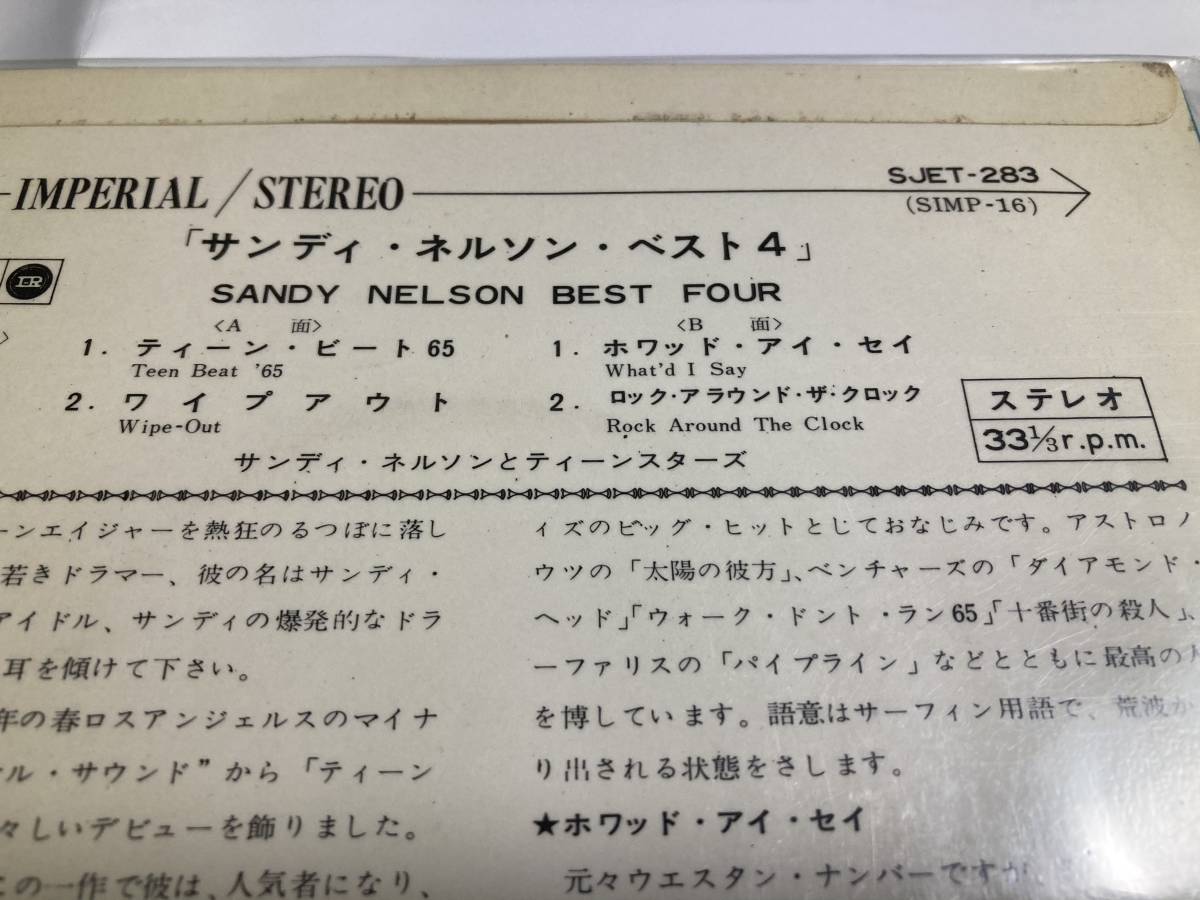 IMPERIAL / STEREO
SJET-283
(SIMP-16)
「サンディ・ネルソン・ベスト4」
SANDY NELSON BEST FOUR
〈A 面〉
1. ティーン・ビート65
Teen Beat '65
2. ワイプアウト
Wipe-Out
〈B 面〉
1. ホワッド・アイ・セイ
What'd I Say
2. ロック・アラウンド・ザ・クロック
Rock Around The Clock
サンディ・ネルソンとティーンスターズ
ステレオ
33⅓r.p.m.
ーンエイジャーを熱狂のるつぼに落し
若きドラマー、彼の名はサンディ・
アイドル、サンディの爆発的なドラ
耳を傾けて下さい。
年の春ロスアンジェルスのマイナ
ル・サウンド”から「ティーン
々しいデビューを飾りました。
この一作で彼は、人気者になり、
ィズのビッグ・ヒットとしておなじみです。アストロノ
ウツの「太陽の彼方」、ベンチャーズの「ダイアモンド・
ヘッド」「ウォーク・ドント・ラン65」「十番街の殺人」、
ーファリスの「パイプライン」などとともに最高の人
を博しています。語意はサーフィン用語で、荒波か
り出される状態をさします。
★ホワッド・アイ・セイ
元々ウエスタン・ナンバーですが、